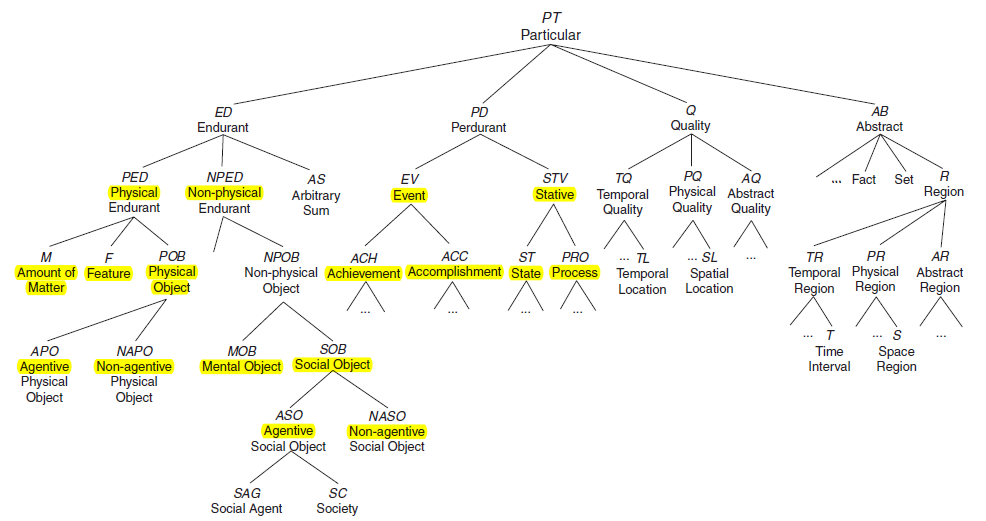 PT
Particular
ED
Endurant
PD
Perdurant
Q
Quality
AB
Abstract
PED
Physical
Endurant
NPED
Non-physical
Endurant
AS
Arbitrary
Sum
EV
Event
STV
Stative
TQ
Temporal
Quality
PQ
Physical
Quality
AQ
Abstract
Quality
...
Fact
Set
R
Region
M
Amount of
Matter
F
Feature
POB
Physical
Object
NPOB
Non-physical
Object
ACH
Achievement
ACC
Accomplishment
ST
State
PRO
Process
... TL
Temporal
Location
... SL
Spatial
Location
...
TR
Temporal
Region
PR
Physical
Region
AR
Abstract
Region
...
...
...
...
... T
Time
Interval
... S
Space
Region
...
APO
Agentive
Physical
Object
NAPO
Non-agentive
Physical
Object
MOB
Mental Object
SOB
Social Object
ASO
Agentive
Social Object
NASO
Non-agentive
Social Object
SAG
Social Agent
SC
Society